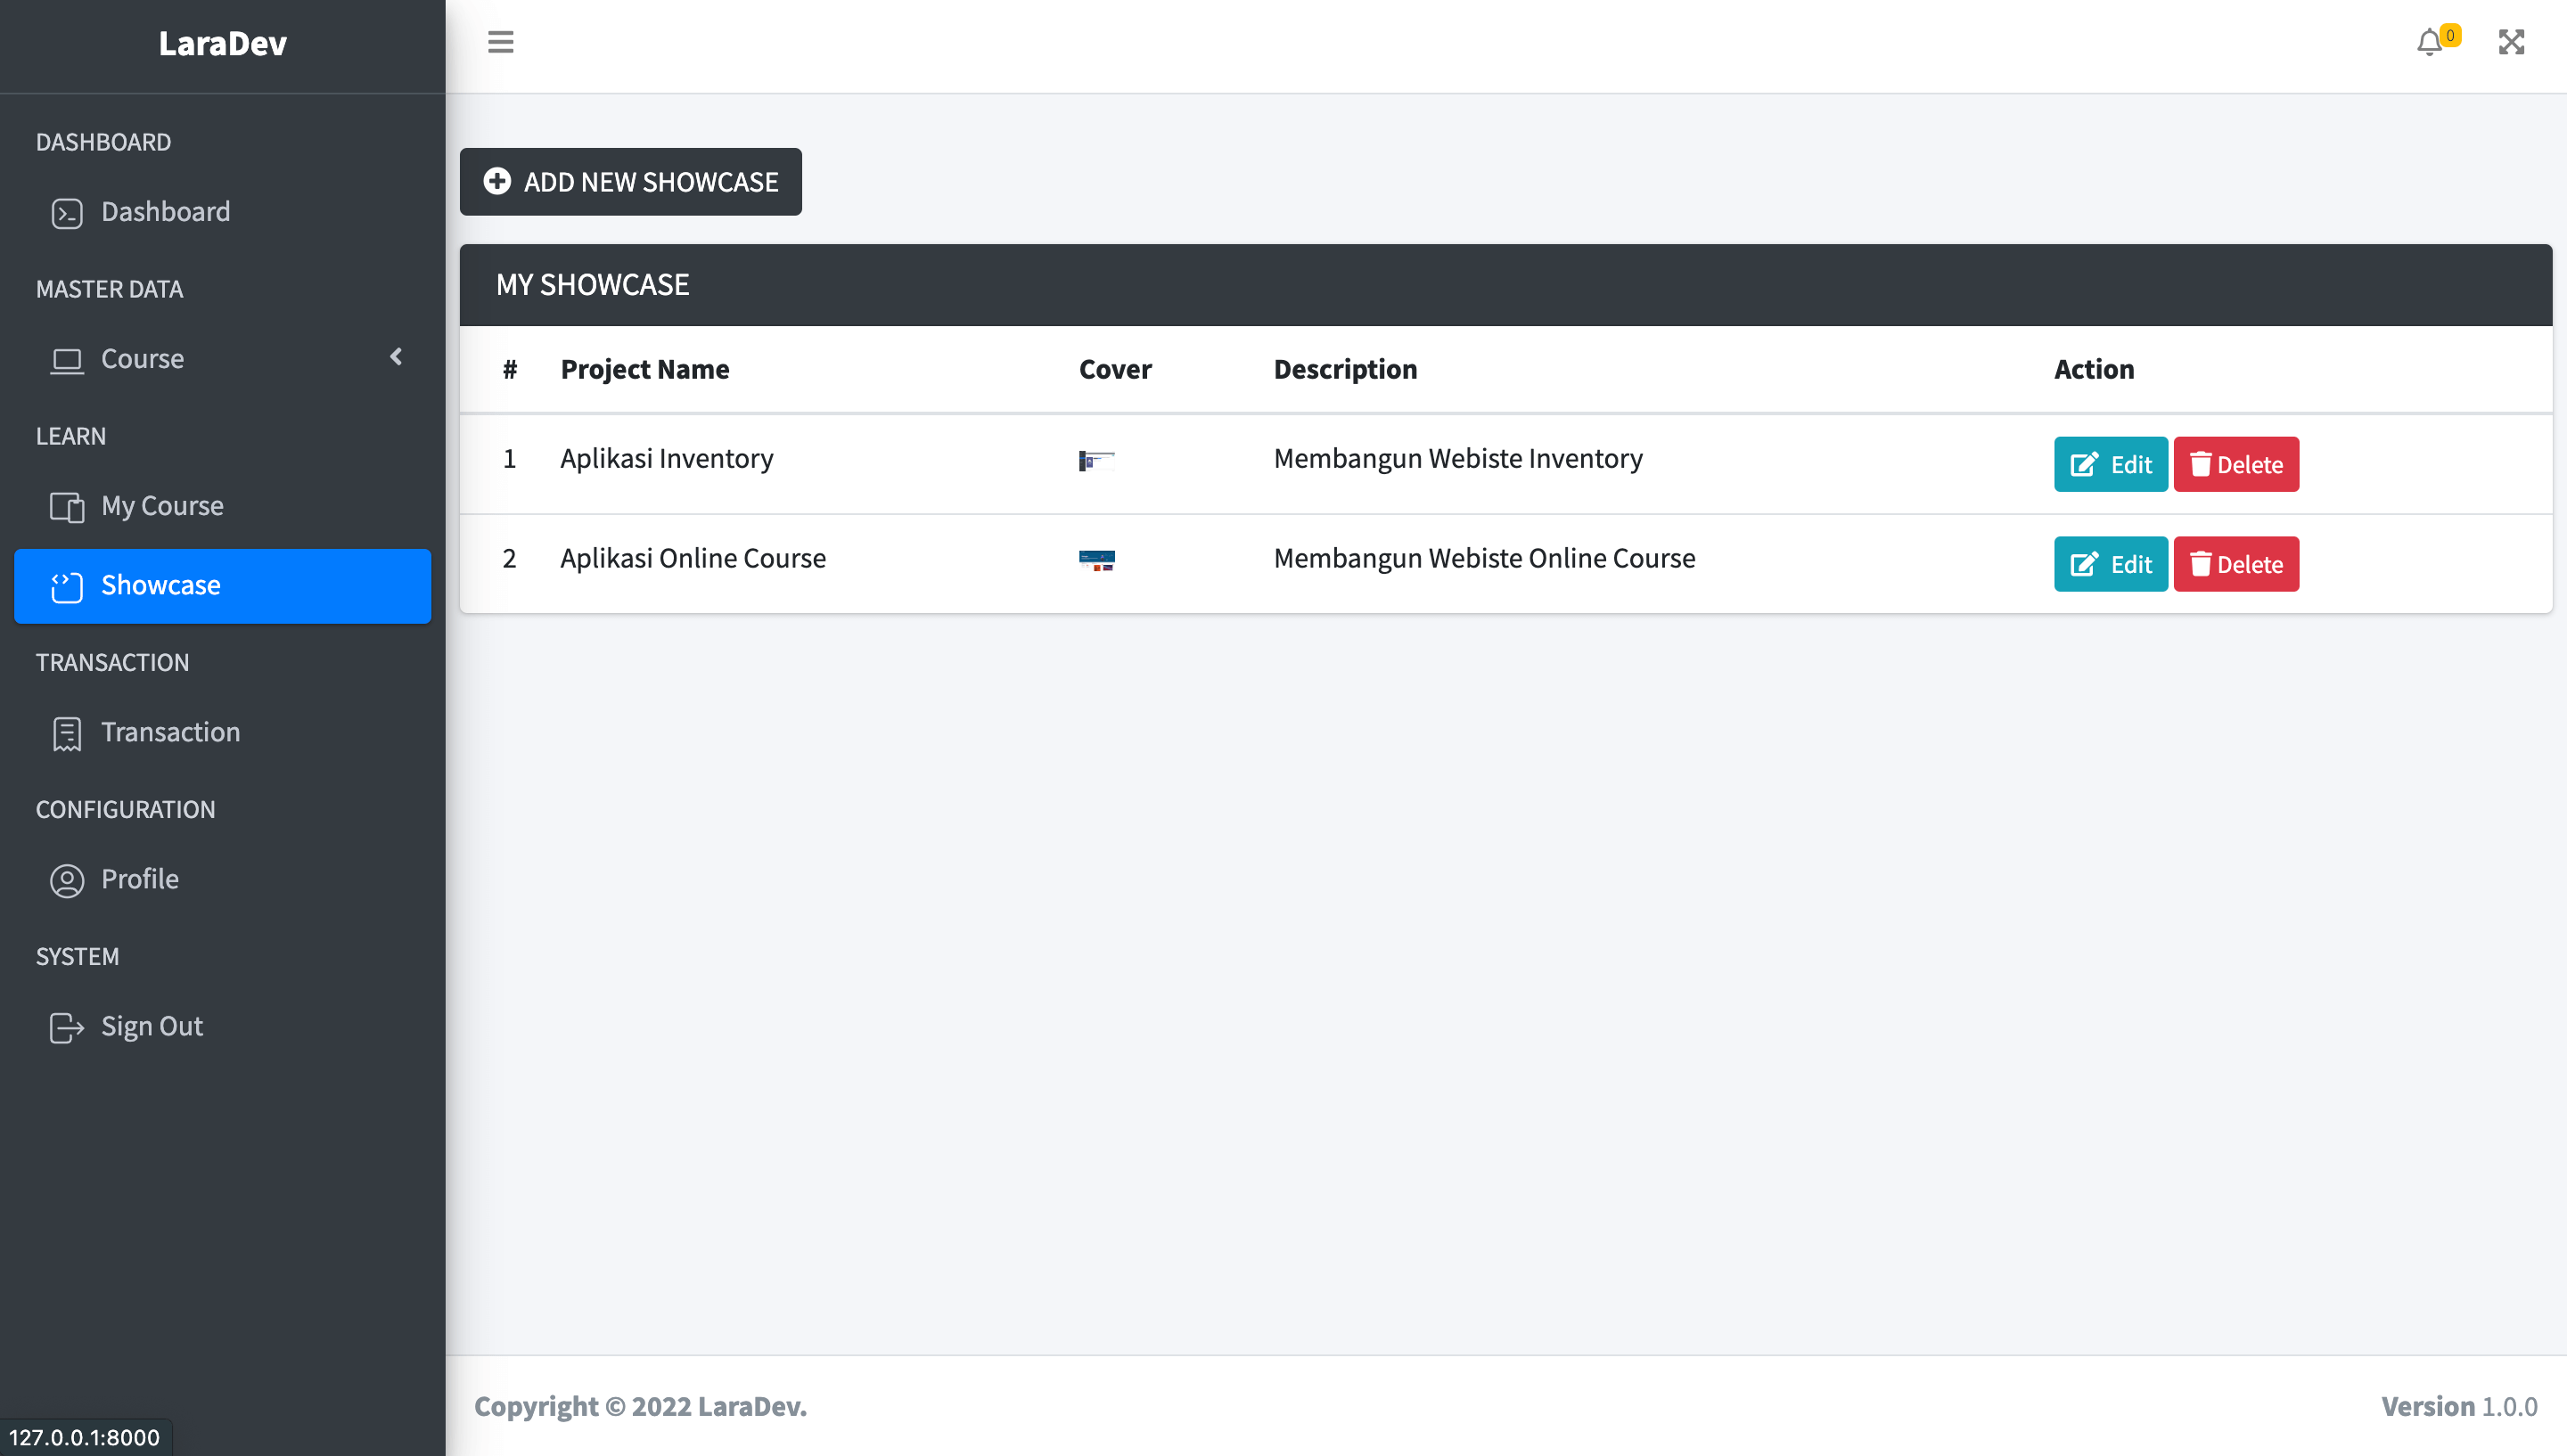 LaraDev
0
DASHBOARD
Dashboard
MASTER DATA
Course
LEARN
My Course
Showcase
TRANSACTION
Transaction
CONFIGURATION
Profile
SYSTEM
Sign Out
ADD NEW SHOWCASE
MY SHOWCASE
# Project Name Cover Description Action
1 Aplikasi Inventory Membangun Webiste Inventory Edit Delete
2 Aplikasi Online Course Membangun Webiste Online Course Edit Delete
Copyright © 2022 LaraDev. Version 1.0.0
127.0.0.1:8000